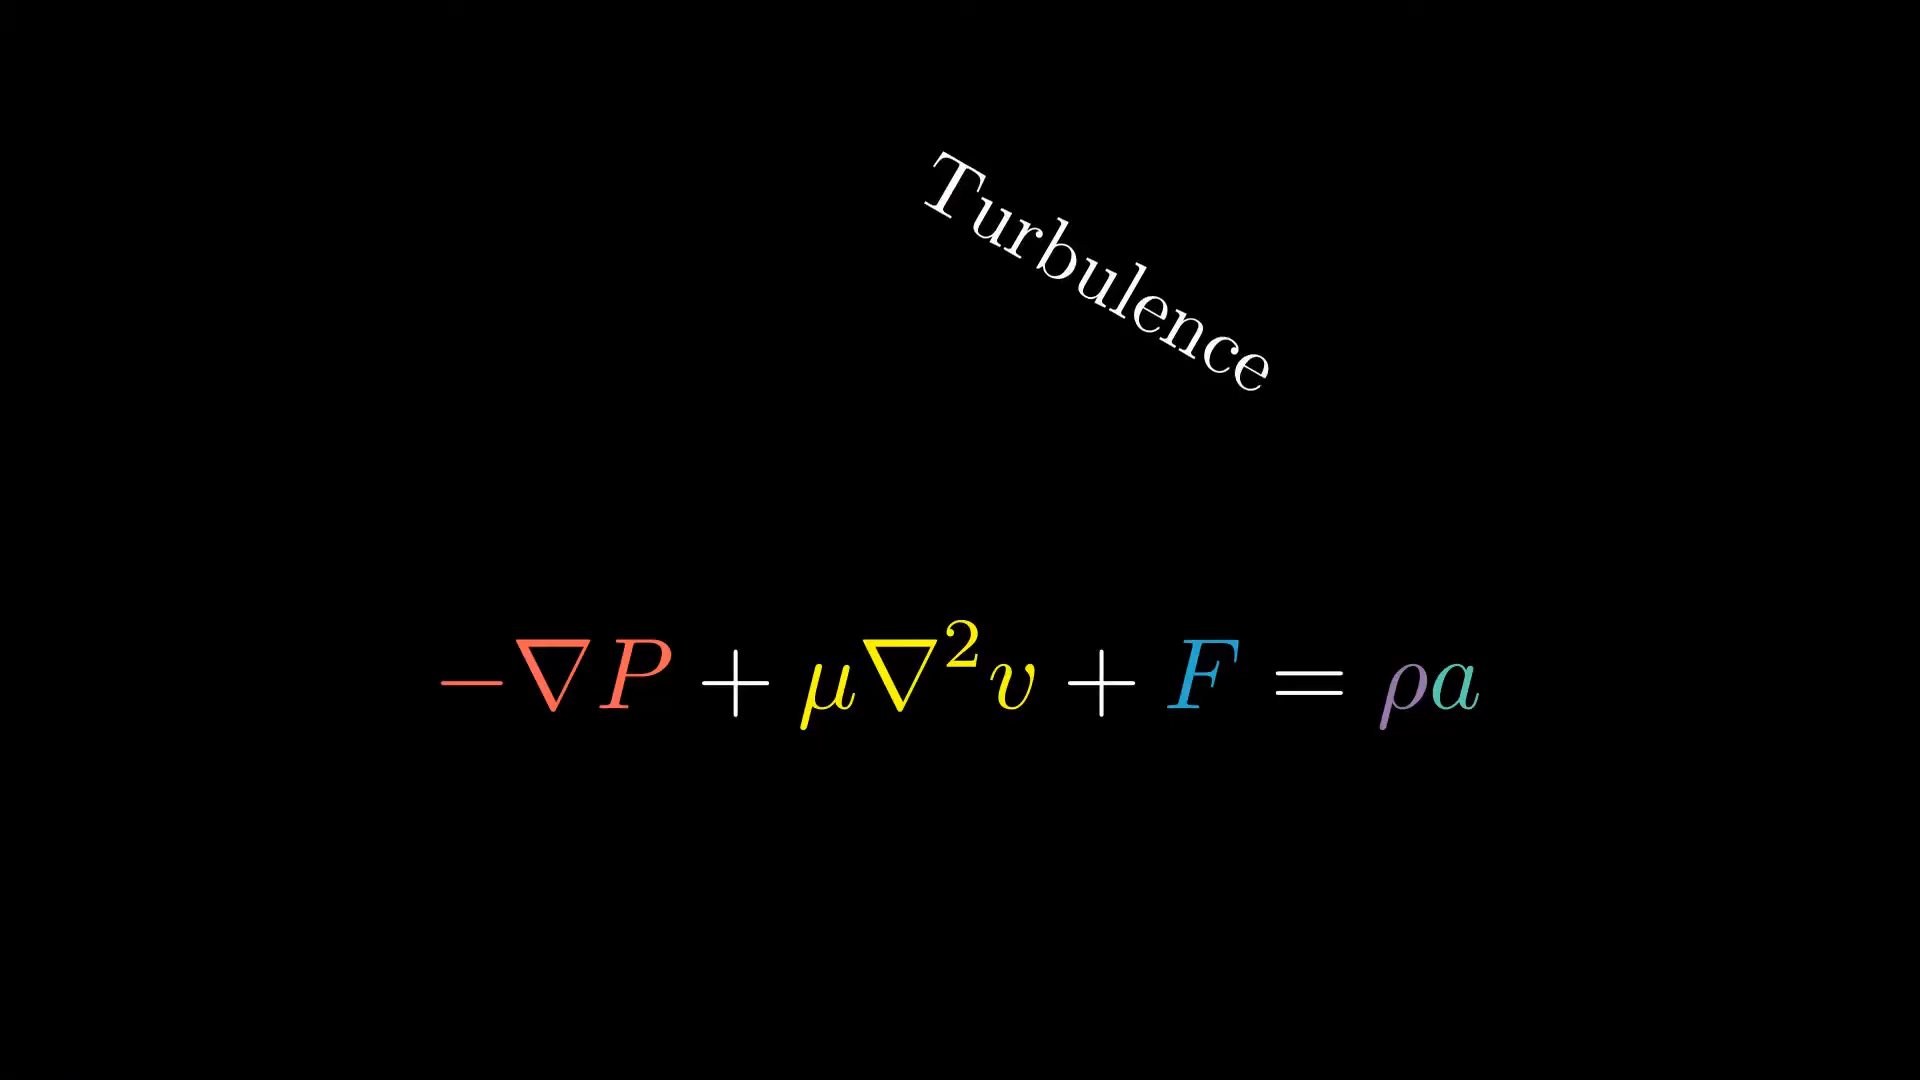 Turbulence
−∇P + μ∇²v + F = ρa